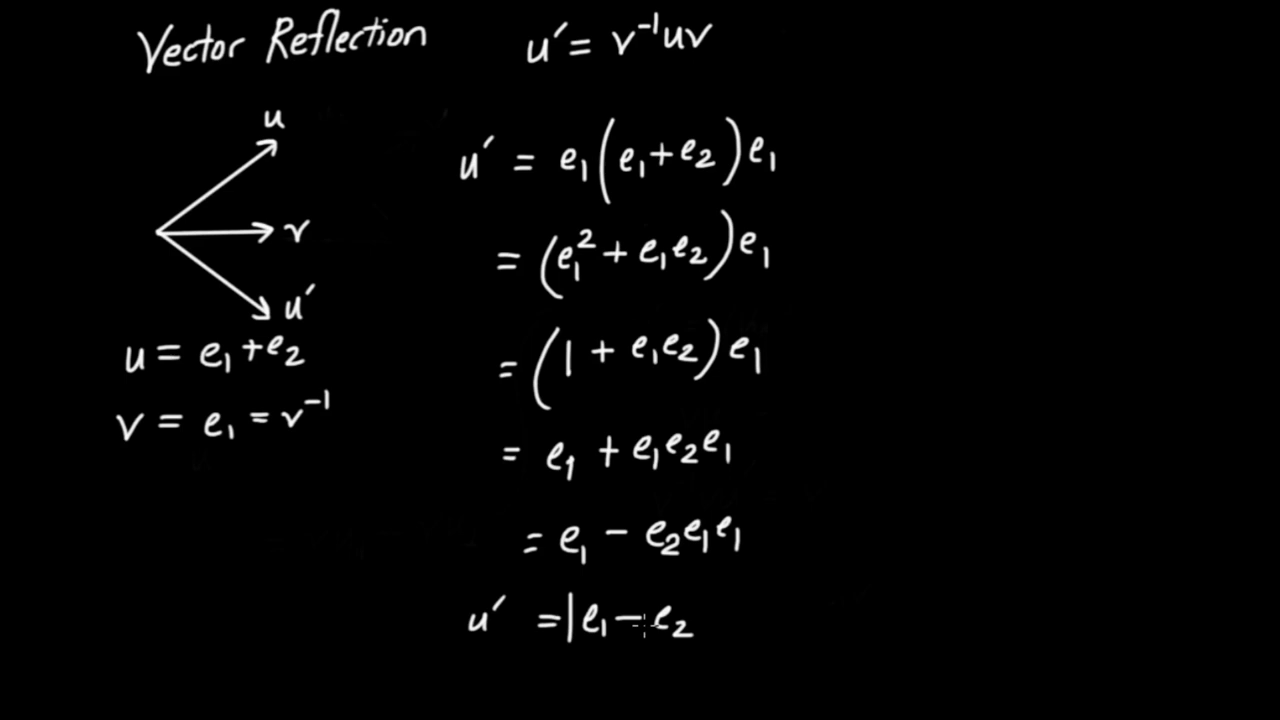 Vector Reflection
u′ = v⁻¹uv
u
v
u′
u = e₁ + e₂
v = e₁ = v⁻¹
u′ = e₁(e₁ + e₂)e₁
= (e₁² + e₁e₂)e₁
= (1 + e₁e₂)e₁
= e₁ + e₁e₂e₁
= e₁ - e₂e₁e₁
u′ = |e₁ - e₂